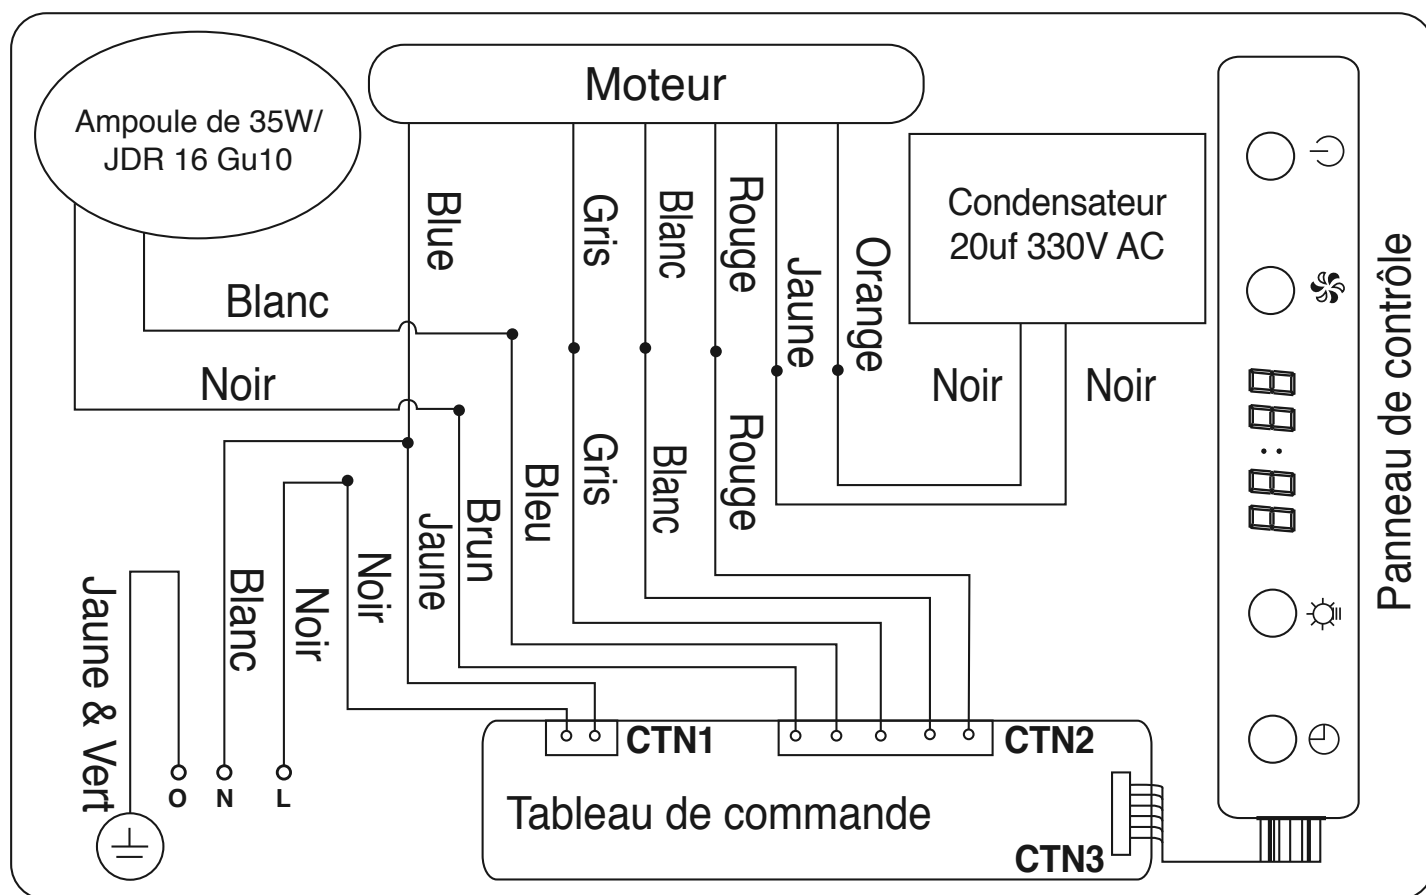 Ampoule de 35W/
JDR 16 Gu10
Moteur
Condensateur
20uf 330V AC
Panneau de contrôle
Blue
Gris
Blanc
Rouge
Jaune
Orange
Blanc
Noir
Noir
Noir
Gris
Blanc
Rouge
Bleu
Brun
Jaune
Noir
Noir
Blanc
Jaune & Vert
O
N
L
CTN1
CTN2
Tableau de commande
CTN3